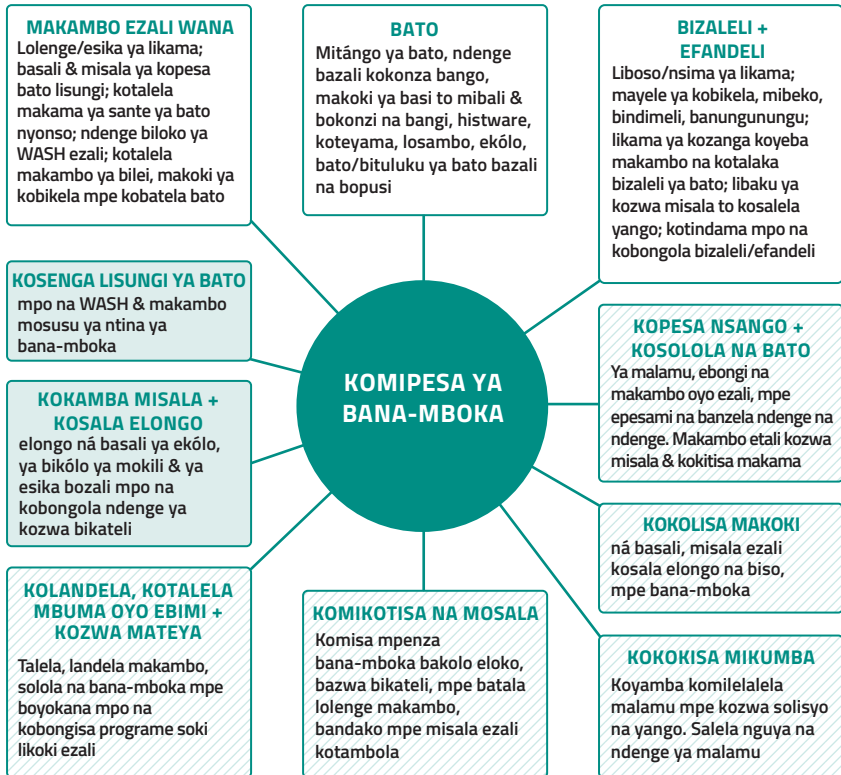 MAKAMBO EZALI WANA
Lolenge/esika ya likama;
basali & misala ya kopesa
bato lisungi; kotalela
makama ya sante ya bato
nyonso; ndenge biloko ya
WASH ezali; kotalela
makambo ya bilei, makoki ya
kobikela mpe kobatela bato
BATO
Mitángo ya bato, ndenge
bazali kokonza bango,
makoki ya basi to mibali &
bokonzi na bangi, histware,
koteyama, losambo, ekólo,
bato/bituluku ya bato bazali
na bopusi
BIZALELI +
EFANDELI
Liboso/nsima ya likama;
mayele ya kobikela, mibeko,
bindimeli, banungunungu;
likama ya kozanga koyeba
makambo na kotalaka
bizaleli ya bato; libaku ya
kozwa misala to kosalela
yango; kotindama mpo na
kobongola bizaleli/efandeli
KOSENGA LISUNGI YA BATO
mpo na WASH & makambo
mosusu ya ntina ya
bana-mboka
KOMIPESA YA
BANA-MBOKA
KOPESA NSANGO +
KOSOLOLA NA BATO
Ya malamu, ebongi na
makambo oyo ezali, mpe
epesami na banzela ndenge na
ndenge. Makambo etali kozwa
misala & kokitisa makama
KOKAMBA MISALA +
KOSALA ELONGO
elongo ná basali ya ekólo,
ya bikólo ya mokili & ya
esika bozali mpo na
kobongola ndenge ya
kozwa bikateli
KOKOLISA MAKOKI
ná basali, misala ezali
kosala elongo na biso,
mpe bana-mboka
KOLANDELA, KOTALELA
MBUMA OYO EBIMI +
KOZWA MATEYA
Talela, landela makambo,
solola na bana-mboka mpe
boyokana mpo na
kobongisa programe soki
likoki ezali
KOMIKOTISA NA MOSALA
Komisa mpenza
bana-mboka bakolo eloko,
bazwa bikateli, mpe batala
lolenge makambo,
bandako mpe misala ezali
kotambola
KOKOKISA MIKUMBA
Koyamba komilelalela
malamu mpe kozwa solisyo
na yango. Salela nguya na
ndenge ya malamu